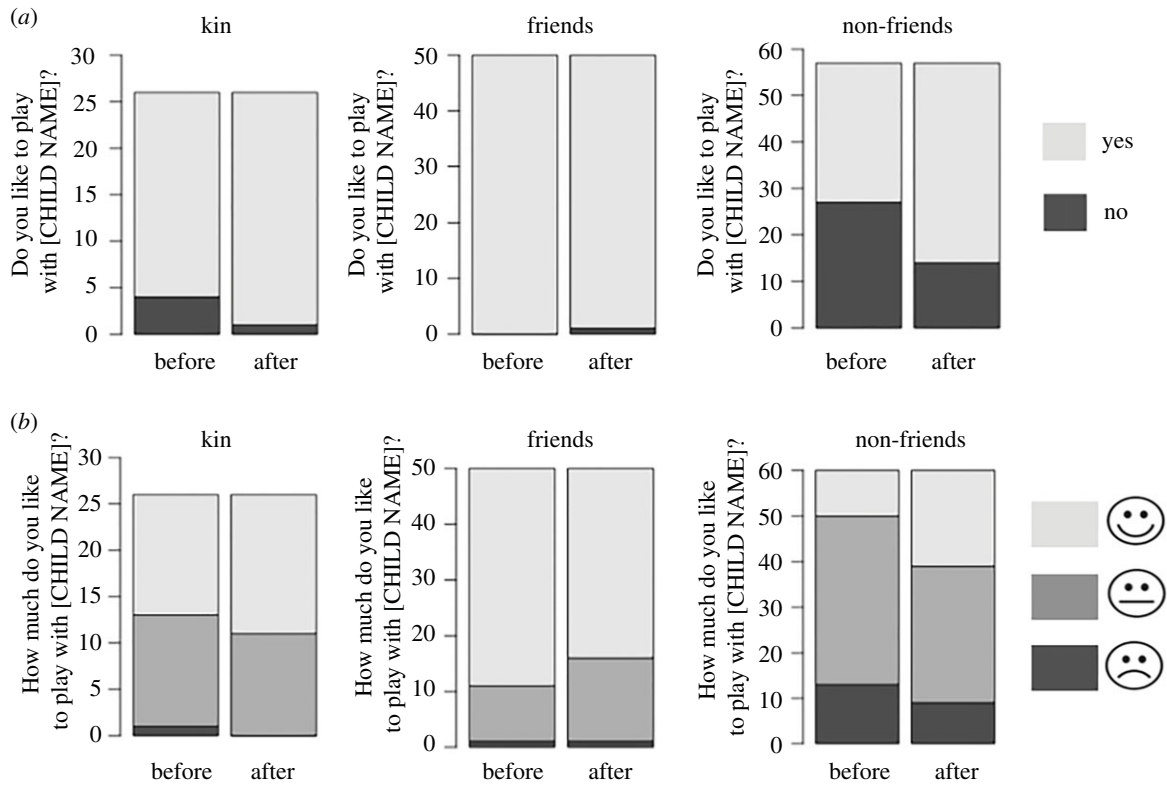 (a)
kin
friends
non-friends
Do you like to play
with [CHILD NAME]?
30
25
20
15
10
5
0
before after
Do you like to play
with [CHILD NAME]?
50
40
30
20
10
0
before after
Do you like to play
with [CHILD NAME]?
60
50
40
30
20
10
0
before after
yes
no
(b)
kin
friends
non-friends
How much do you like
to play with [CHILD NAME]?
30
25
20
15
10
5
0
before after
How much do you like
to play with [CHILD NAME]?
50
40
30
20
10
0
before after
How much do you like
to play with [CHILD NAME]?
60
50
40
30
20
10
0
before after